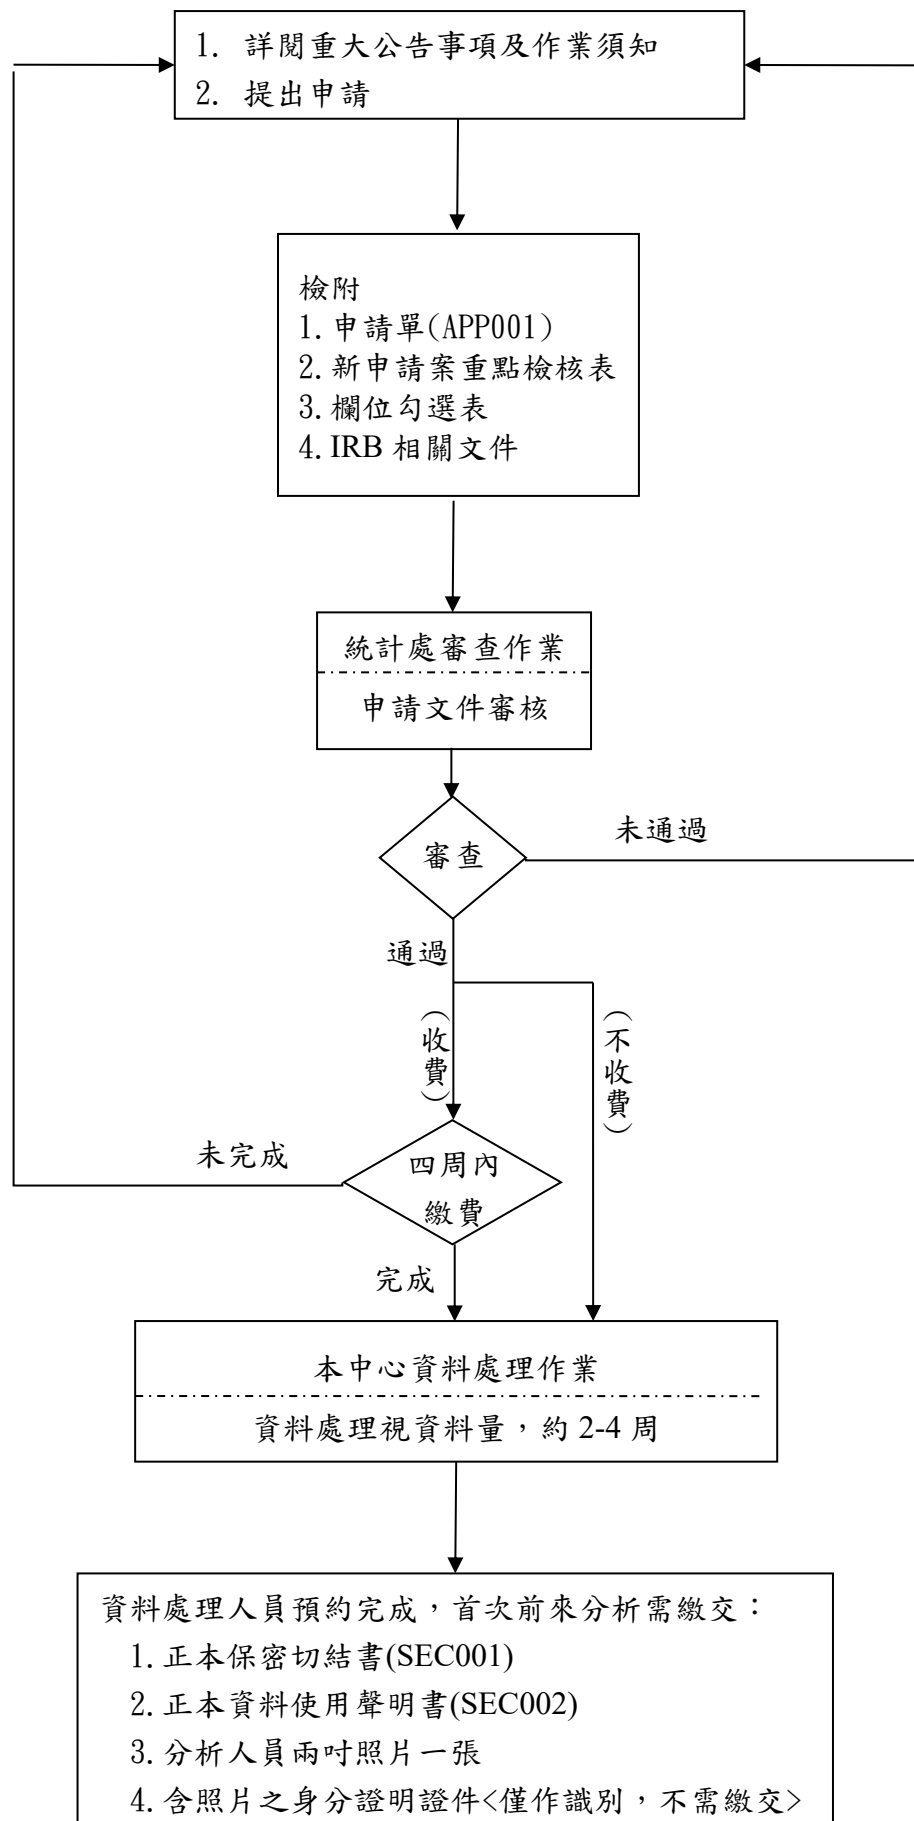 1. 詳閱重大公告事項及作業須知
2. 提出申請
檢附
1.申請單(APP001)
2.新申請案重點檢核表
3.欄位勾選表
4.IRB 相關文件
統計處審查作業
申請文件審核
審查
未通過
通過
(收費)
(不收費)
未完成
四周內
繳費
完成
本中心資料處理作業
資料處理視資料量，約 2-4 周
資料處理人員預約完成，首次前來分析需繳交：
1.正本保密切結書(SEC001)
2.正本資料使用聲明書(SEC002)
3.分析人員兩吋照片一張
4.含照片之身分證明證件<僅作識別，不需繳交>